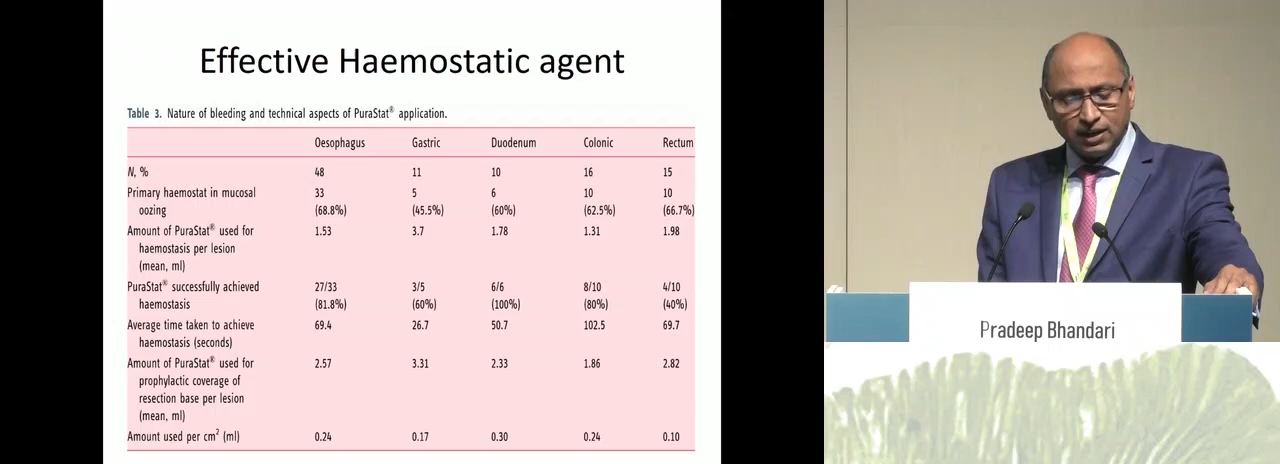 Effective Haemostatic agent
Table 3. Nature of bleeding and technical aspects of PuraStat® application.
Oesophagus Gastric Duodenum Colonic Rectum
N, % 48 11 10 16 15
Primary haemostat in mucosal 33 5 6 10 10
oozing (68.8%) (45.5%) (60%) (62.5%) (66.7%)
Amount of PuraStat® used for 1.53 3.7 1.78 1.31 1.98
haemostasis per lesion
(mean, ml)
PuraStat® successfully achieved 27/33 3/5 6/6 8/10 4/10
haemostasis (81.8%) (60%) (100%) (80%) (40%)
Average time taken to achieve 69.4 26.7 50.7 102.5 69.7
haemostasis (seconds)
Amount of PuraStat® used for 2.57 3.31 2.33 1.86 2.82
prophylactic coverage of
resection base per lesion
(mean, ml)
Amount used per cm² (ml) 0.24 0.17 0.30 0.24 0.10
Pradeep Bhandari